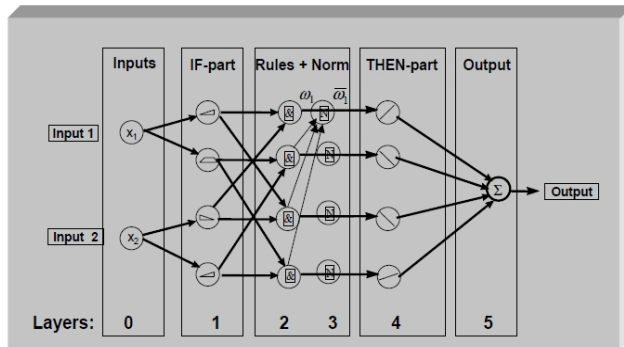 Inputs IF-part Rules + Norm THEN-part Output
ω1 ω̅1
& N
Input 1 X1
& N
Σ Output
& N
Input 2 X2
& N
Layers: 0 1 2 3 4 5